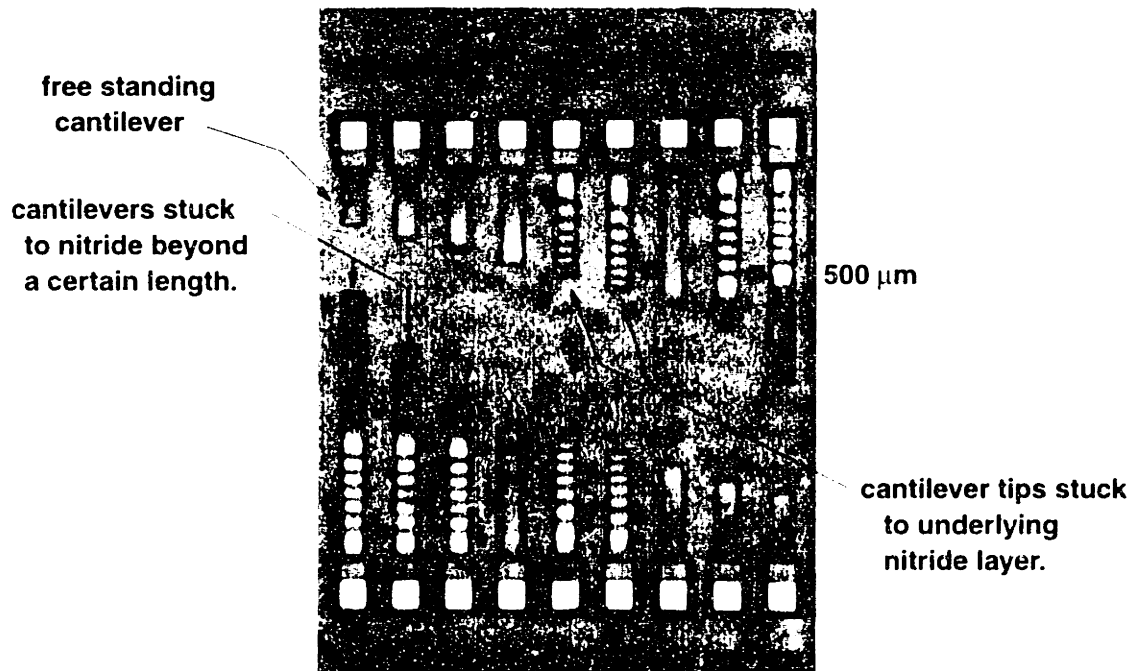 free standing
cantilever
cantilevers stuck
to nitride beyond
a certain length.
500 μm
cantilever tips stuck
to underlying
nitride layer.